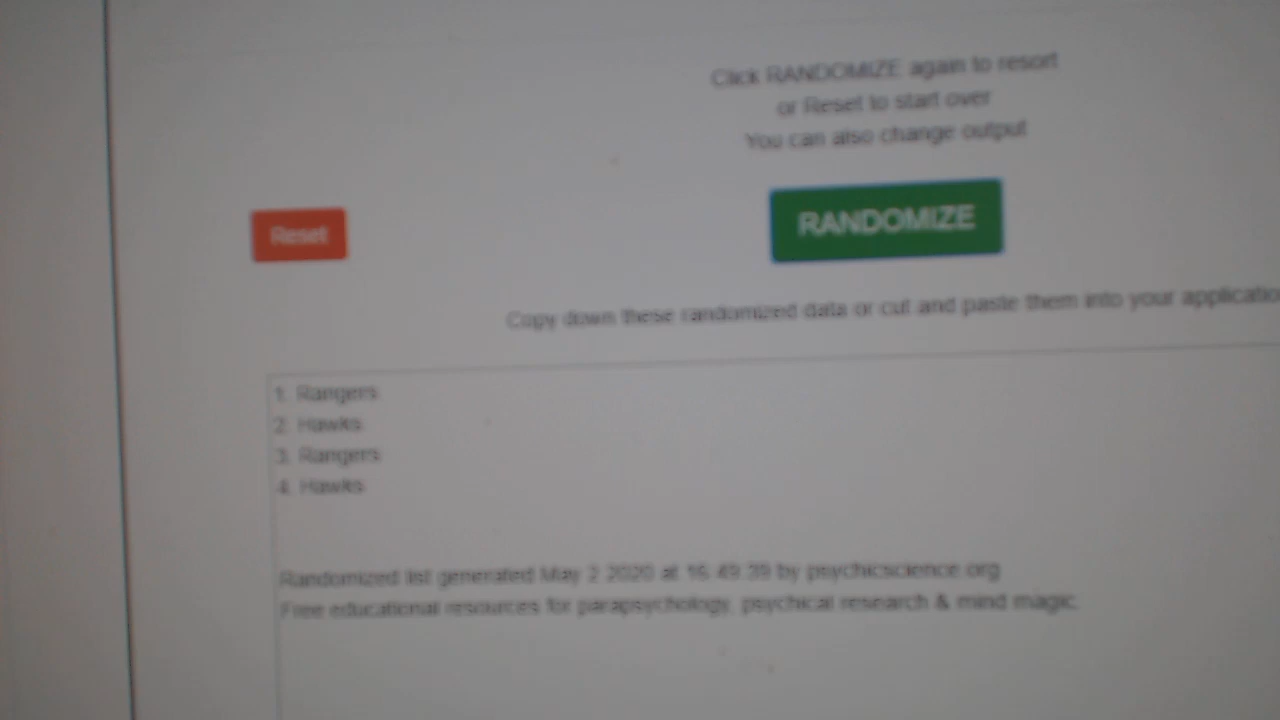 Click RANDOMIZE again to resort
or Reset to start over
You can also change output
Reset
RANDOMIZE
Copy down these randomized data or cut and paste them into your applicatio
1. Rangers
2. Hawks
3. Rangers
4. Hawks
Randomized list generated May 2 2020 at 16:49:39 by psychicscience.org
Free educational resources for parapsychology, psychical research & mind magic